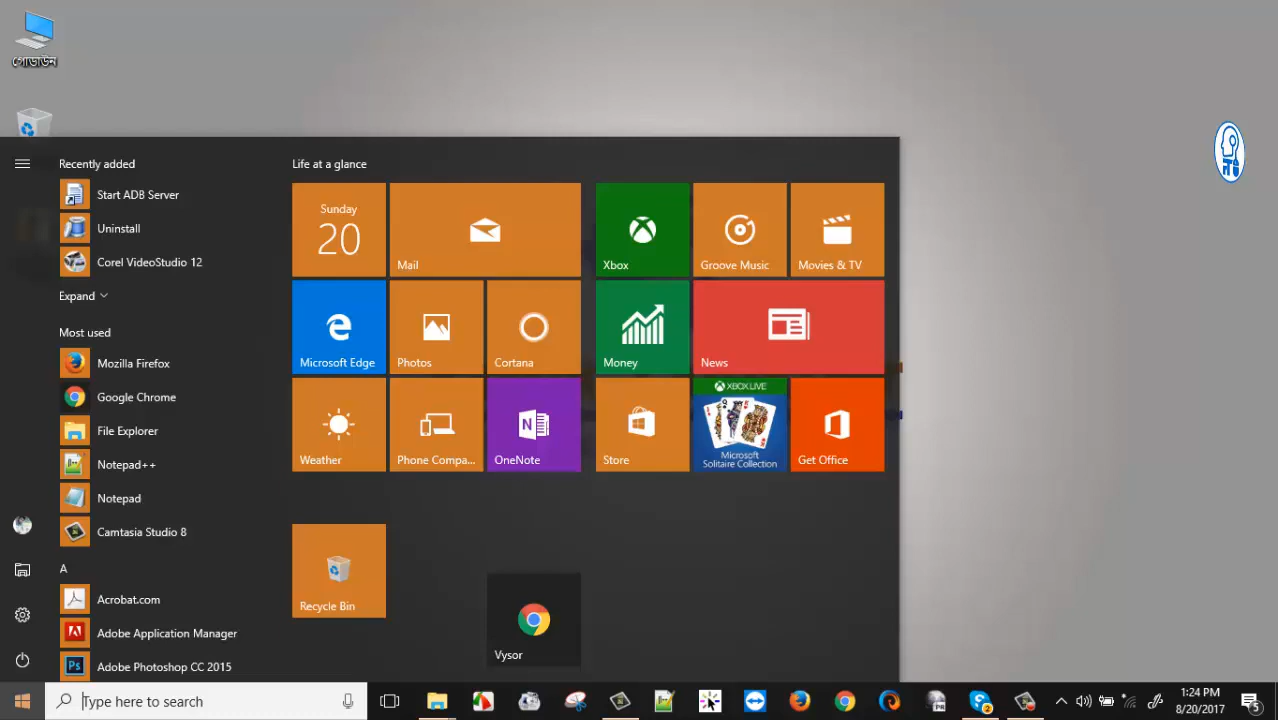 গোডাউন
Recently added
Start ADB Server
Uninstall
Corel VideoStudio 12
Expand
Most used
Mozilla Firefox
Google Chrome
File Explorer
Notepad++
Notepad
Camtasia Studio 8
A
Acrobat.com
Adobe Application Manager
Adobe Photoshop CC 2015
Life at a glance
Sunday
20
Mail
Xbox
Groove Music
Movies & TV
Microsoft Edge
Photos
Cortana
Money
News
Weather
Phone Compa...
OneNote
Store
XBOX LIVE
Microsoft
Solitaire Collection
Get Office
Recycle Bin
Vysor
Type here to search
1:24 PM
8/20/2017